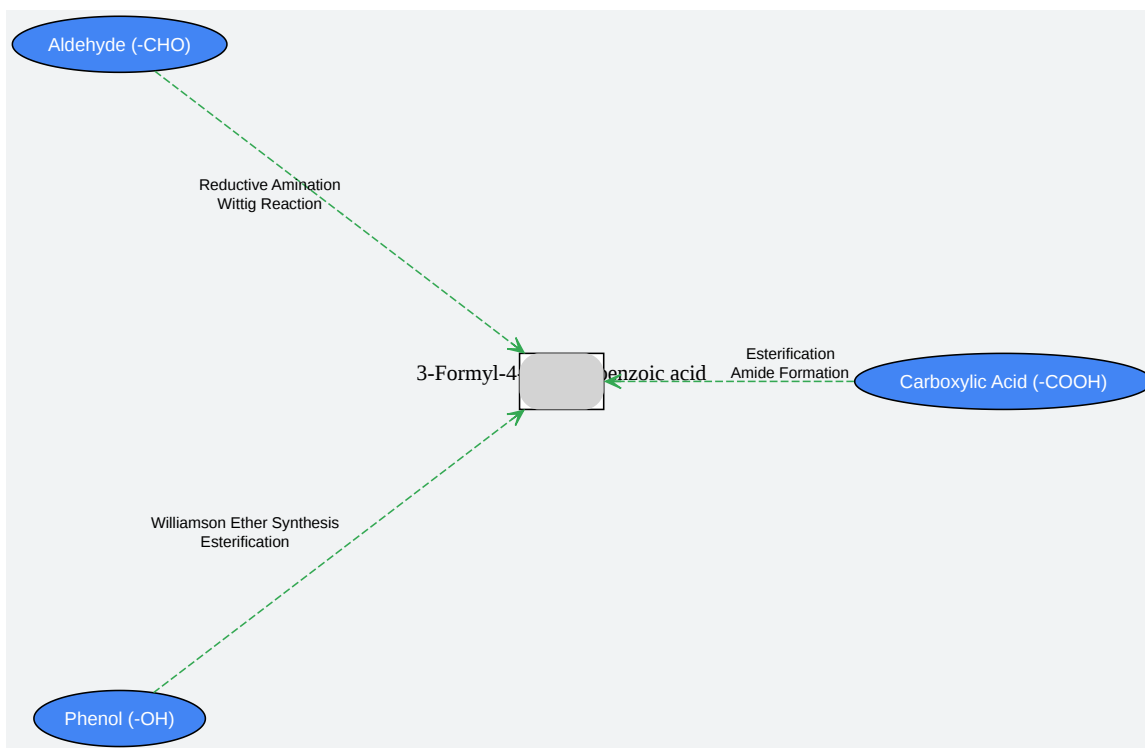 Aldehyde (-CHO)
Reductive Amination
Wittig Reaction
3-Formyl-4- benzoic acid
Esterification
Amide Formation
Carboxylic Acid (-COOH)
Williamson Ether Synthesis
Esterification
Phenol (-OH)